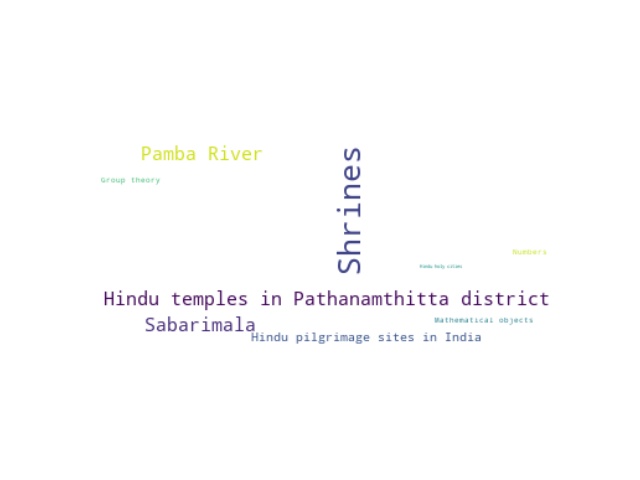 Pamba River
Shrines
Group theory
Numbers
Hindu holy cities
Hindu temples in Pathanamthitta district
Sabarimala
Mathematical objects
Hindu pilgrimage sites in India